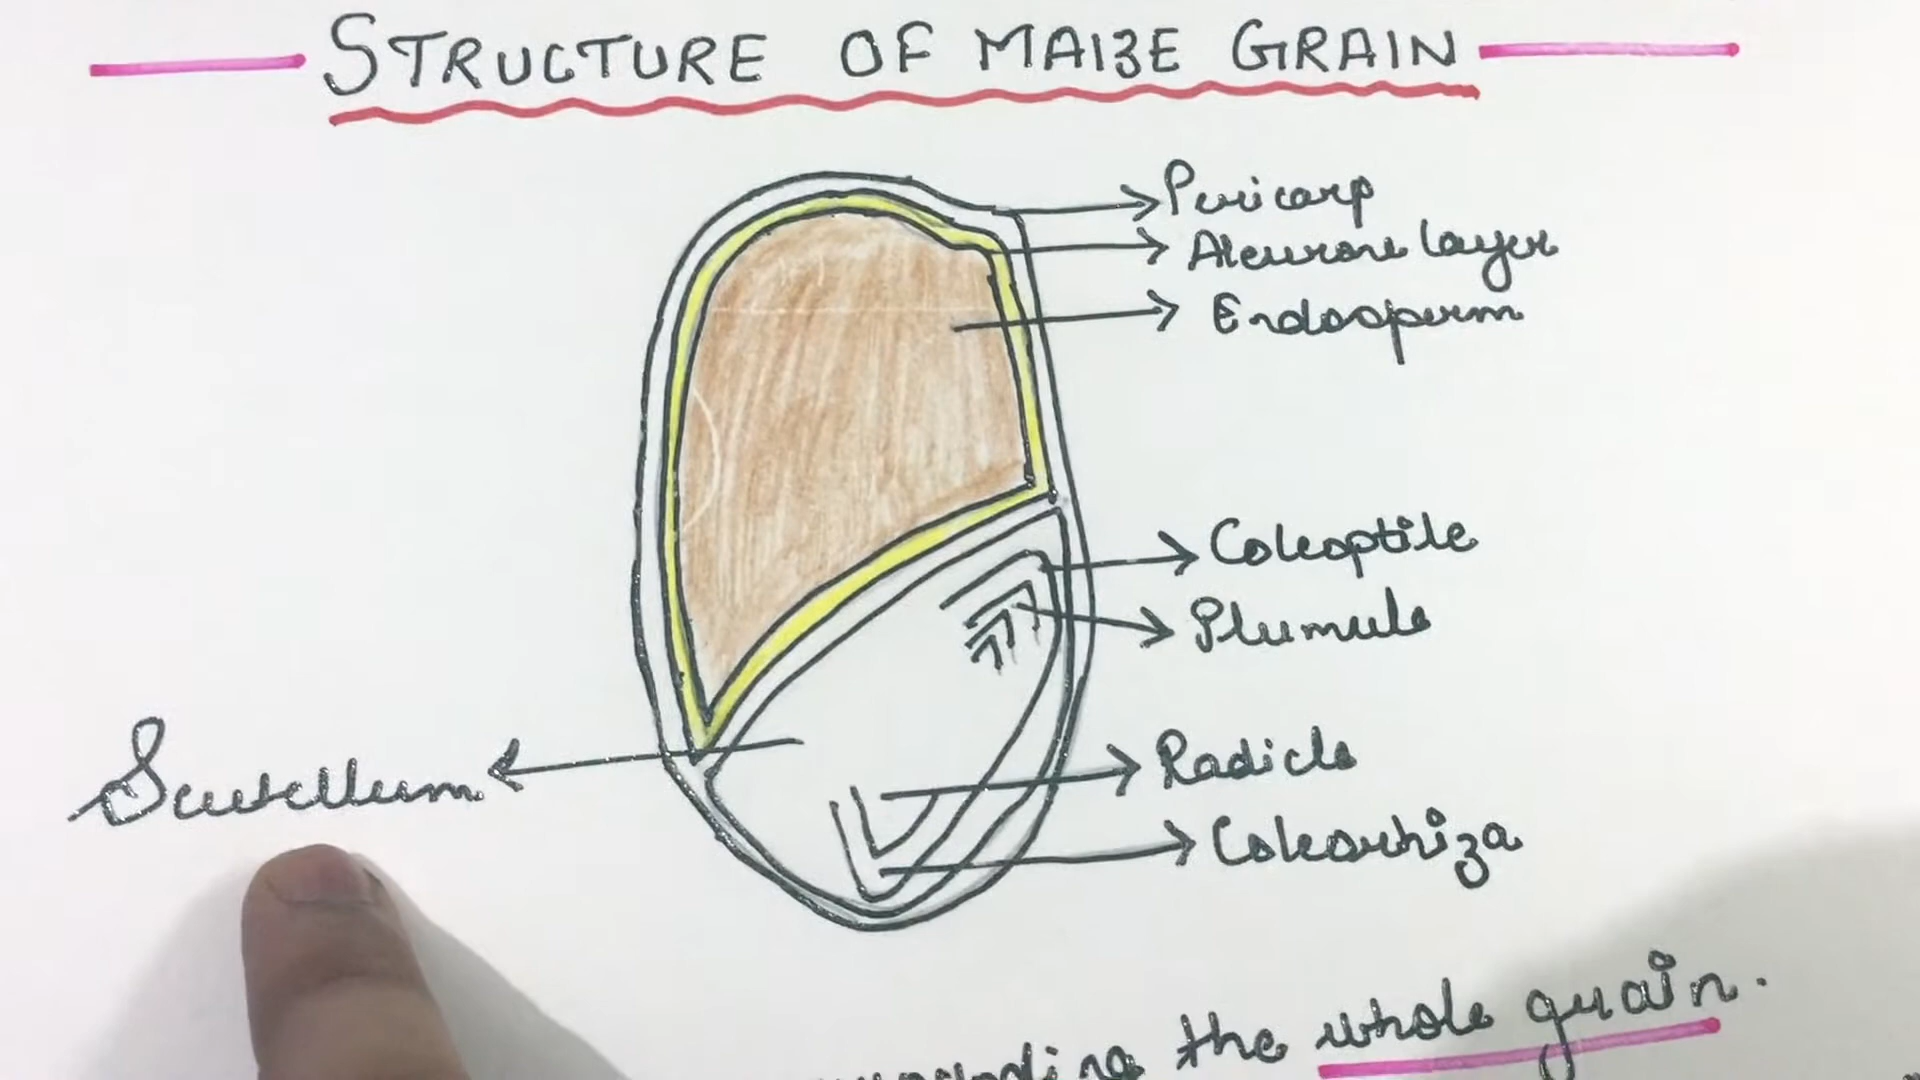 STRUCTURE OF MAIZE GRAIN
Pericarp
Aleurone layer
Endosperm
Coleoptile
Plumule
Scutellum
Radicle
Coleorhiza
the whole grain.